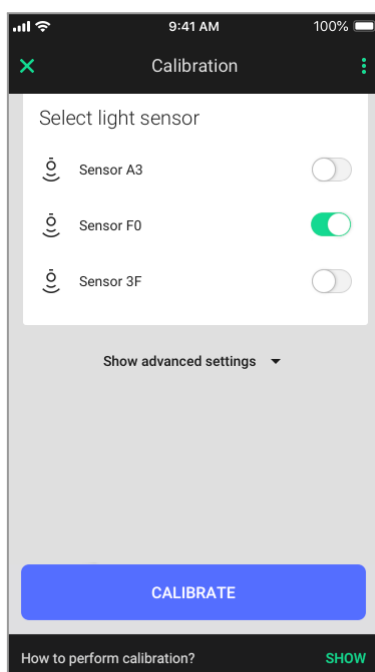 9:41 AM
100%
Calibration
Select light sensor
Sensor A3
Sensor F0
Sensor 3F
Show advanced settings
CALIBRATE
How to perform calibration? SHOW